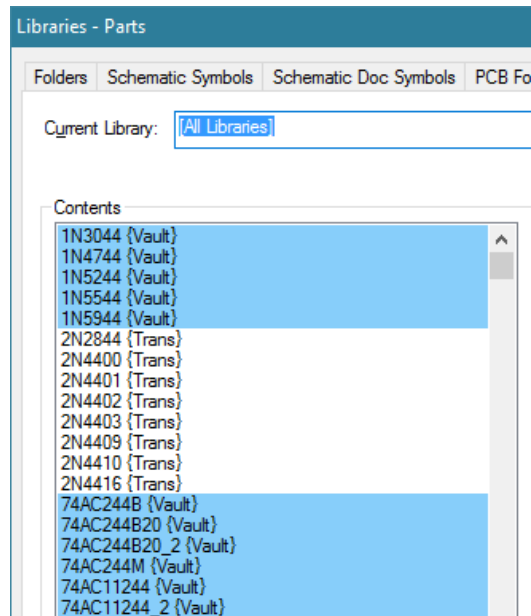 Libraries - Parts
Folders Schematic Symbols Schematic Doc Symbols PCB Fo
Current Library: [All Libraries]
Contents
1N3044 {Vault}
1N4744 {Vault}
1N5244 {Vault}
1N5544 {Vault}
1N5944 {Vault}
2N2844 {Trans}
2N4400 {Trans}
2N4401 {Trans}
2N4402 {Trans}
2N4403 {Trans}
2N4409 {Trans}
2N4410 {Trans}
2N4416 {Trans}
74AC244B {Vault}
74AC244B20 {Vault}
74AC244B20_2 {Vault}
74AC244M {Vault}
74AC11244 {Vault}
74AC11244_2 {Vault}